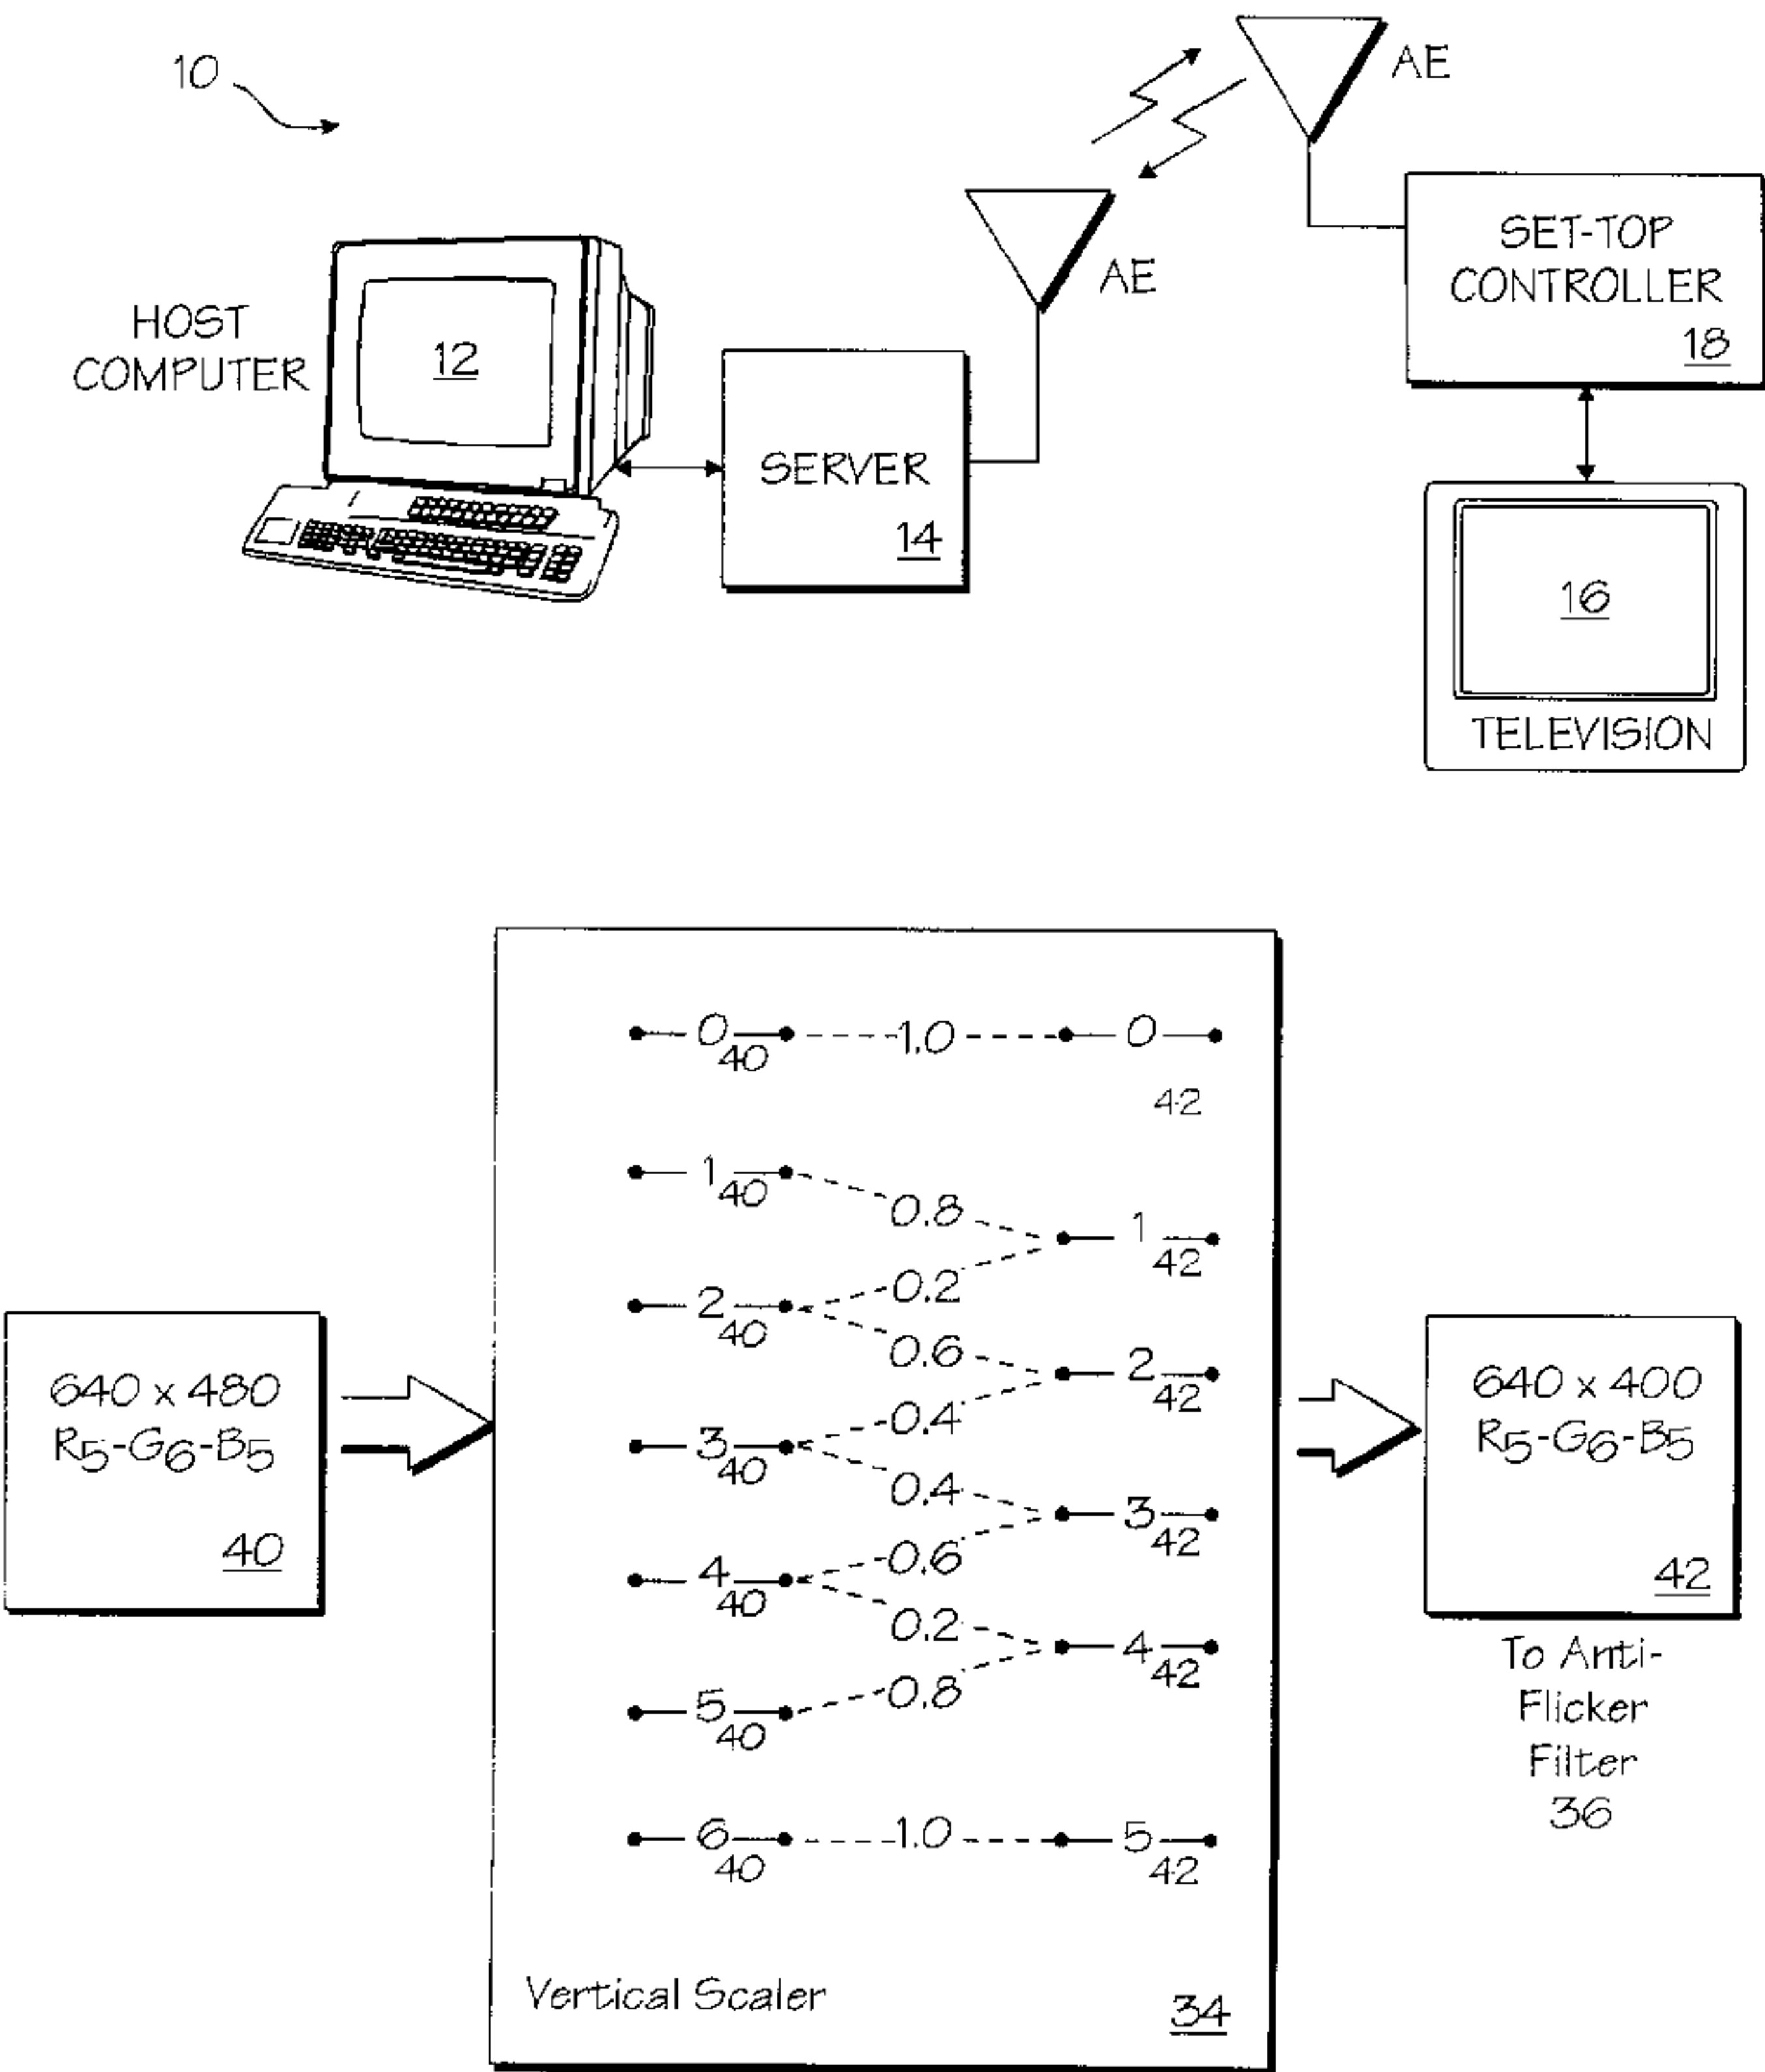 10
AE
AE
SET-TOP
CONTROLLER
18
HOST
COMPUTER
12
SERVER
14
16
TELEVISION
0 40
1.0
0
42
1 40
0.8
1 42
0.2
2 40
0.6
2 42
0.4
3 40
0.4
3 42
0.6
4 40
0.2
4 42
0.8
5 40
6 40
1.0
5 42
Vertical Scaler
34
640 x 480
R5-G6-B5
40
640 x 400
R5-G6-B5
42
To Anti-
Flicker
Filter
36